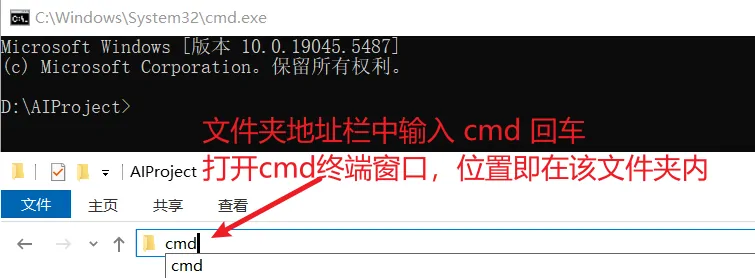 C:\Windows\System32\cmd.exe
Microsoft Windows [版本 10.0.19045.5487]
(c) Microsoft Corporation。保留所有权利。
D:\AIProject>
文件夹地址栏中输入 cmd 回车
打开cmd终端窗口，位置即在该文件夹内
AIProject
文件 主页 共享 查看
cmd
cmd